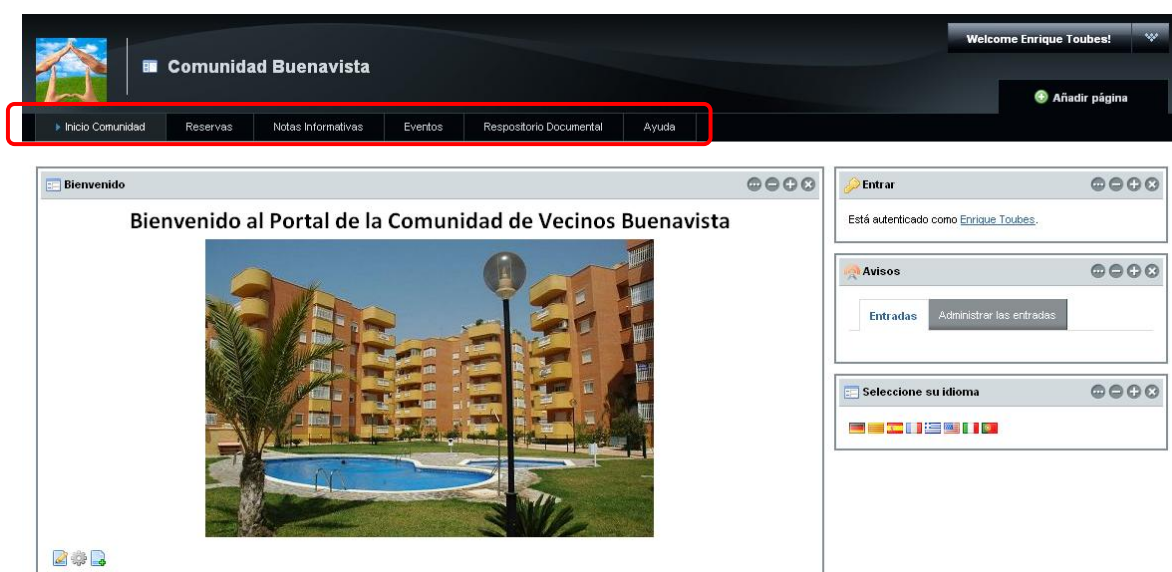 Welcome Enrique Toubes!
Comunidad Buenavista
Añadir página
Inicio Comunidad Reservas Notas Informativas Eventos Respositorio Documental Ayuda
Bienvenido
Bienvenido al Portal de la Comunidad de Vecinos Buenavista
Entrar
Está autenticado como Enrique Toubes.
Avisos
Entradas Administrar las entradas
Seleccione su idioma